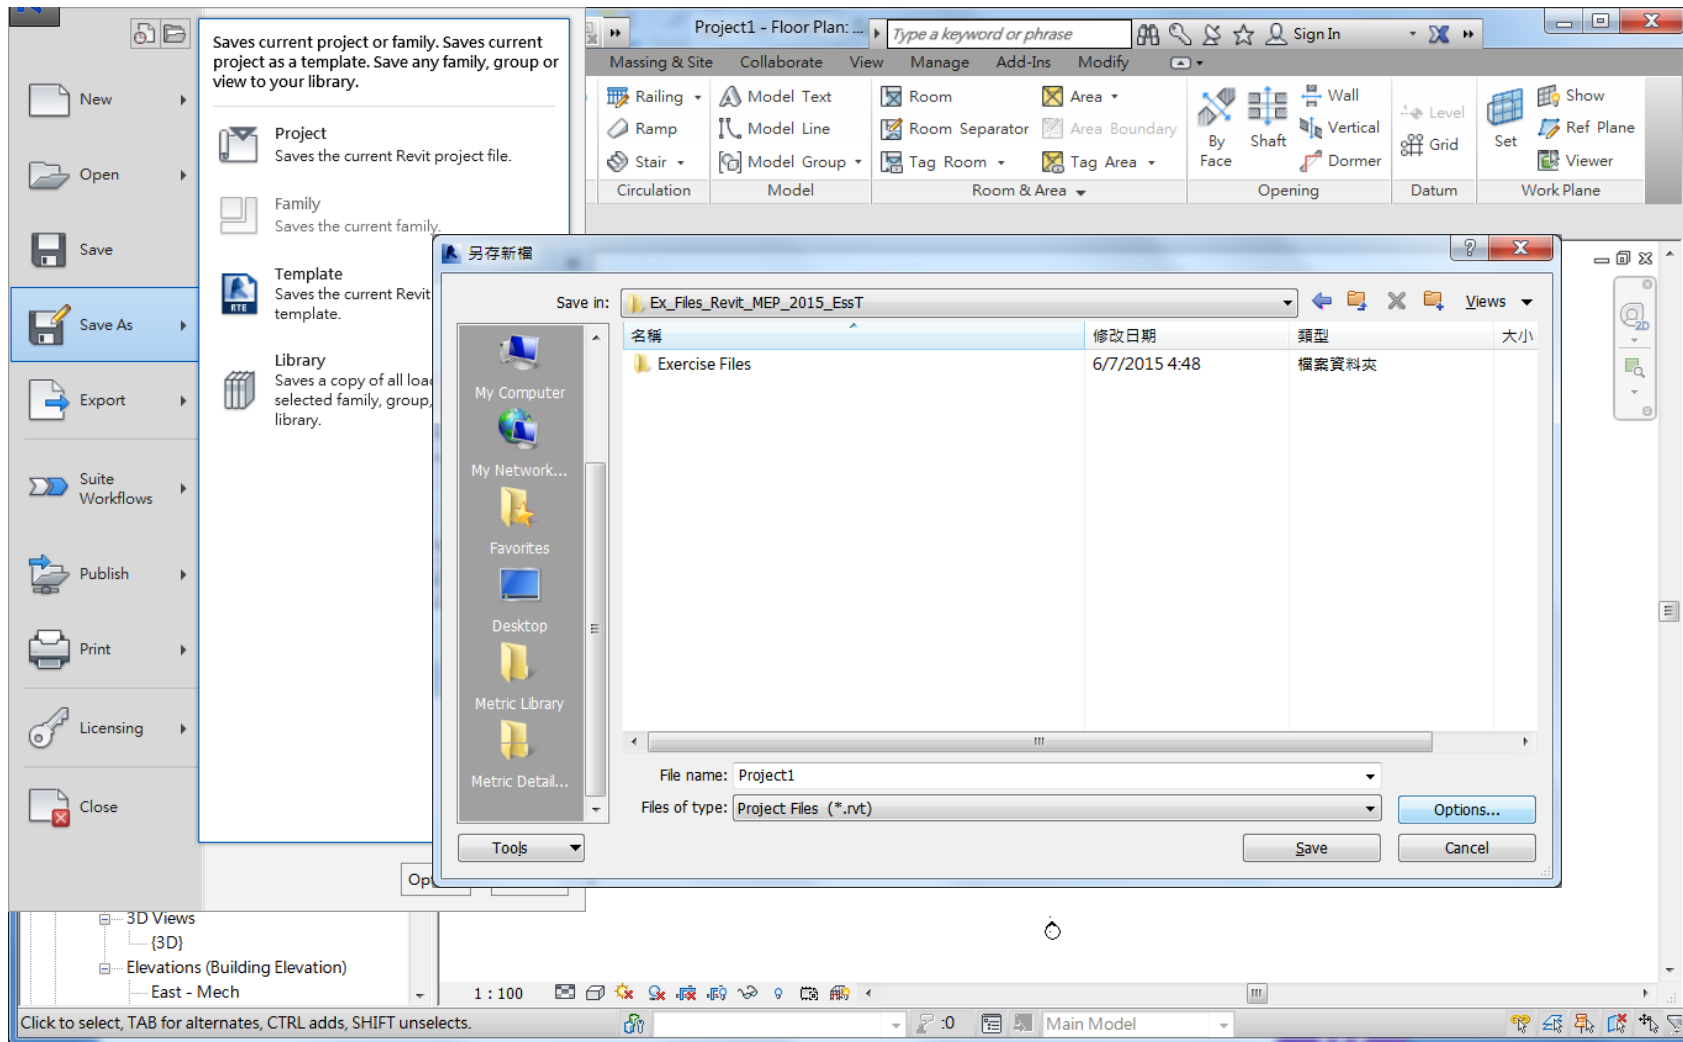 Project1 - Floor Plan: ...
Type a keyword or phrase
Sign In
Massing & Site
Collaborate
View
Manage
Add-Ins
Modify
Railing
Ramp
Stair
Circulation
Model Text
Model Line
Model Group
Model
Room
Room Separator
Tag Room
Area
Area Boundary
Tag Area
Room & Area
By
Face
Shaft
Wall
Vertical
Dormer
Opening
Level
Grid
Datum
Set
Show
Ref Plane
Viewer
Work Plane
New
Open
Save
Save As
Export
Suite
Workflows
Publish
Print
Licensing
Close
Saves current project or family. Saves current
project as a template. Save any family, group or
view to your library.
Project
Saves the current Revit project file.
Family
Saves the current family.
Template
Saves the current Revit
template.
RTE
Library
Saves a copy of all loa
selected family, group,
library.
Opt
另存新檔
Save in:
Ex_Files_Revit_MEP_2015_EssT
Views
名稱
修改日期
類型
大小
Exercise Files
6/7/2015 4:48
檔案資料夾
My Computer
My Network...
Favorites
Desktop
Metric Library
Metric Detail...
File name:
Project1
Files of type:
Project Files (*.rvt)
Options...
Tools
Save
Cancel
2D
3D Views
{3D}
Elevations (Building Elevation)
East - Mech
1 : 100
Click to select, TAB for alternates, CTRL adds, SHIFT unselects.
:0
Main Model